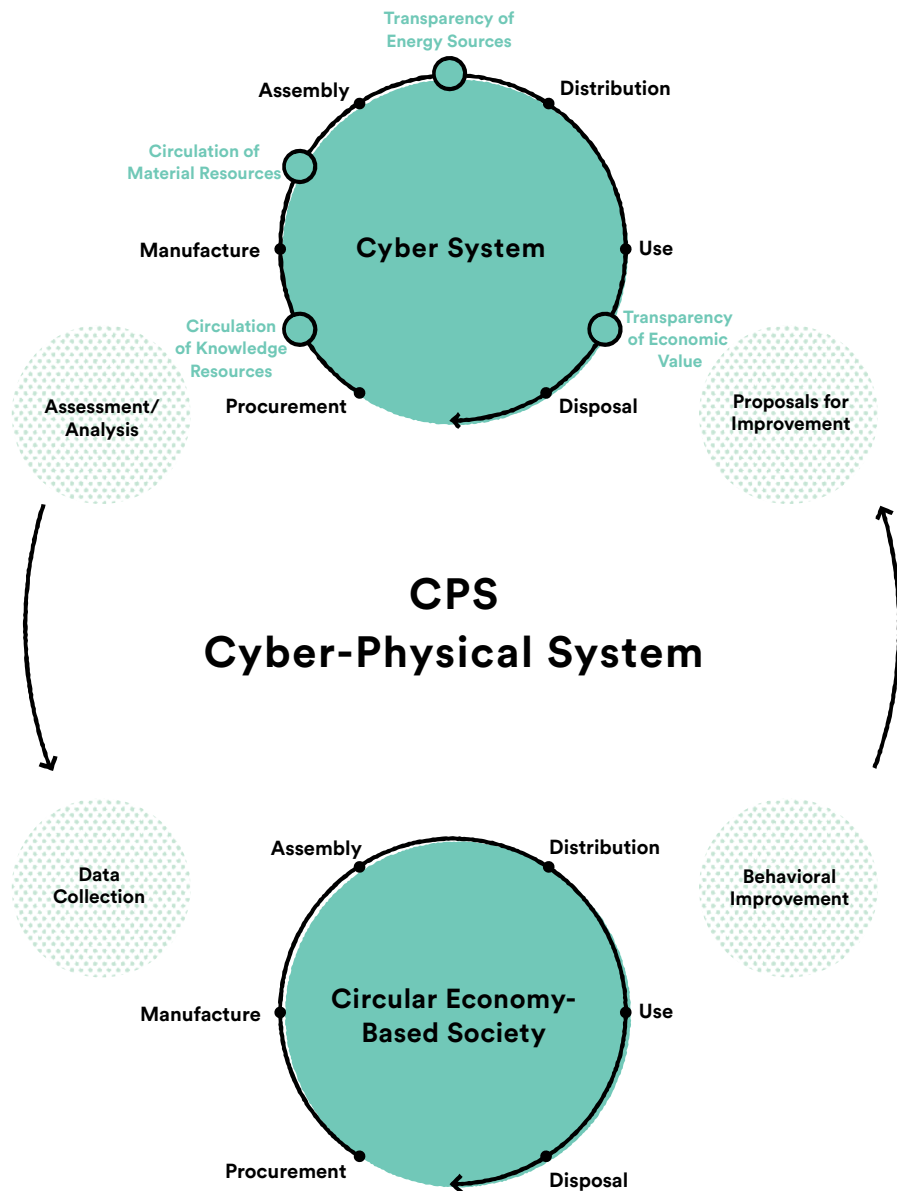 Transparency of
Energy Sources
Assembly
Distribution
Circulation of
Material Resources
Manufacture
Cyber System
Use
Circulation
of Knowledge
Resources
Transparency
of Economic
Value
Procurement
Disposal
Assessment/
Analysis
Proposals for
Improvement
CPS
Cyber-Physical System
Data
Collection
Behavioral
Improvement
Assembly
Distribution
Manufacture
Circular Economy-
Based Society
Use
Procurement
Disposal